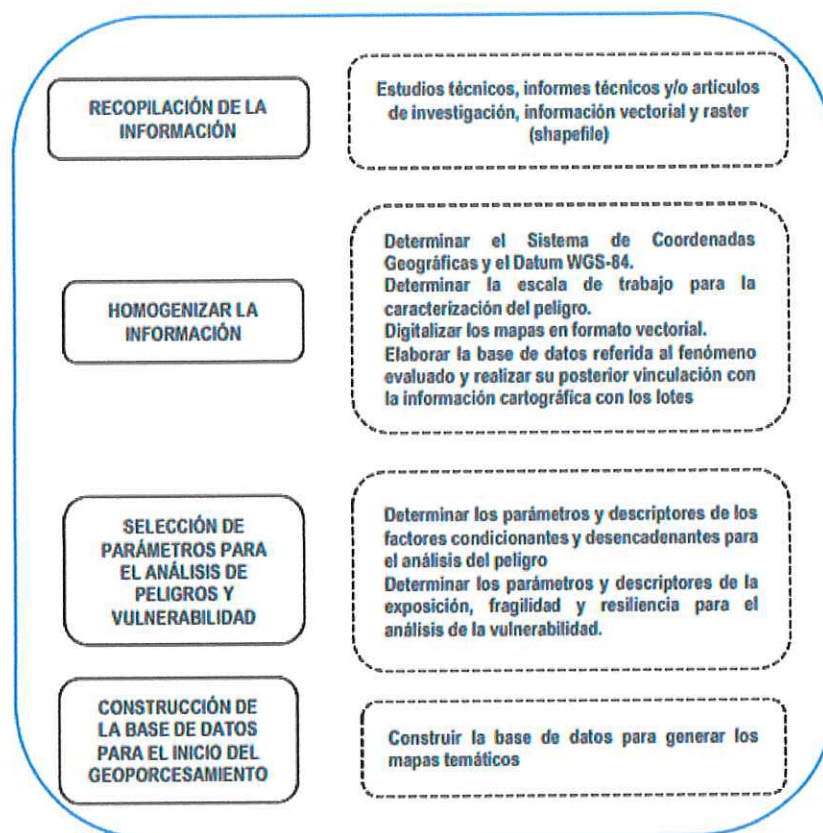 RECOPILACIÓN DE LA
INFORMACIÓN
Estudios técnicos, informes técnicos y/o artículos
de investigación, información vectorial y raster
(shapefile)
HOMOGENIZAR LA
INFORMACIÓN
Determinar el Sistema de Coordenadas
Geográficas y el Datum WGS-84.
Determinar la escala de trabajo para la
caracterización del peligro.
Digitalizar los mapas en formato vectorial.
Elaborar la base de datos referida al fenómeno
evaluado y realizar su posterior vinculación con
la información cartográfica con los lotes
SELECCIÓN DE
PARÁMETROS PARA
EL ANÁLISIS DE
PELIGROS Y
VULNERABILIDAD
Determinar los parámetros y descriptores de los
factores condicionantes y desencadenantes para
el análisis del peligro
Determinar los parámetros y descriptores de la
exposición, fragilidad y resiliencia para el
análisis de la vulnerabilidad.
CONSTRUCCIÓN DE
LA BASE DE DATOS
PARA EL INICIO DEL
GEOPORCESAMIENTO
Construir la base de datos para generar los
mapas temáticos